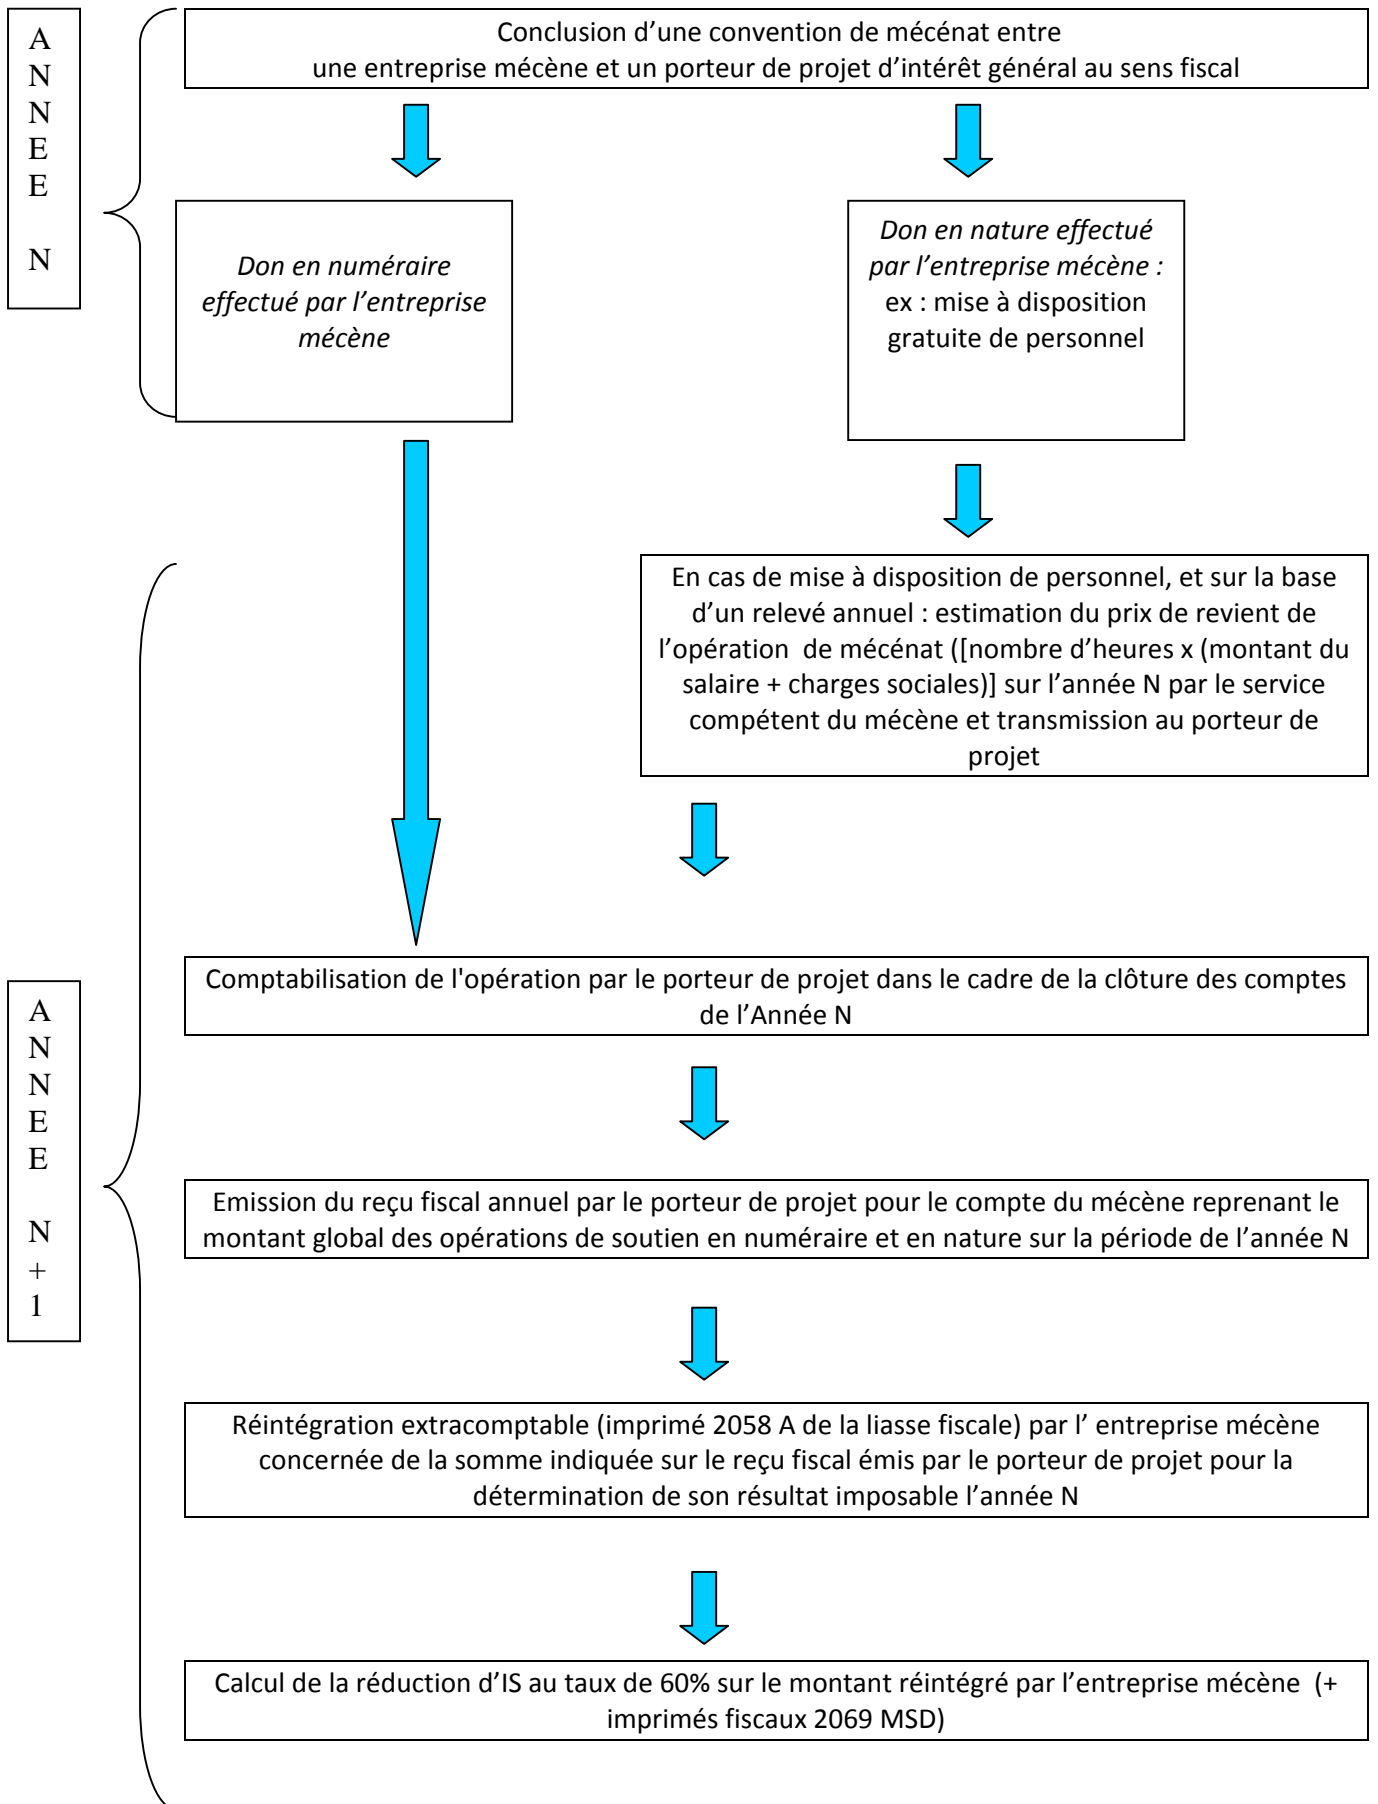 A
N
N
E
E
N
Conclusion d’une convention de mécénat entre
une entreprise mécène et un porteur de projet d’intérêt général au sens fiscal
Don en numéraire
effectué par l’entreprise
mécène
Don en nature effectué
par l’entreprise mécène :
ex : mise à disposition
gratuite de personnel
En cas de mise à disposition de personnel, et sur la base
d’un relevé annuel : estimation du prix de revient de
l’opération  de mécénat ([nombre d’heures x (montant du
salaire + charges sociales)] sur l’année N par le service
compétent du mécène et transmission au porteur de
projet
A
N
N
E
E
N
+
1
Comptabilisation de l'opération par le porteur de projet dans le cadre de la clôture des comptes
de l’Année N
Emission du reçu fiscal annuel par le porteur de projet pour le compte du mécène reprenant le
montant global des opérations de soutien en numéraire et en nature sur la période de l’année N
Réintégration extracomptable (imprimé 2058 A de la liasse fiscale) par l’ entreprise mécène
concernée de la somme indiquée sur le reçu fiscal émis par le porteur de projet pour la
détermination de son résultat imposable l’année N
Calcul de la réduction d’IS au taux de 60% sur le montant réintégré par l’entreprise mécène  (+
imprimés fiscaux 2069 MSD)